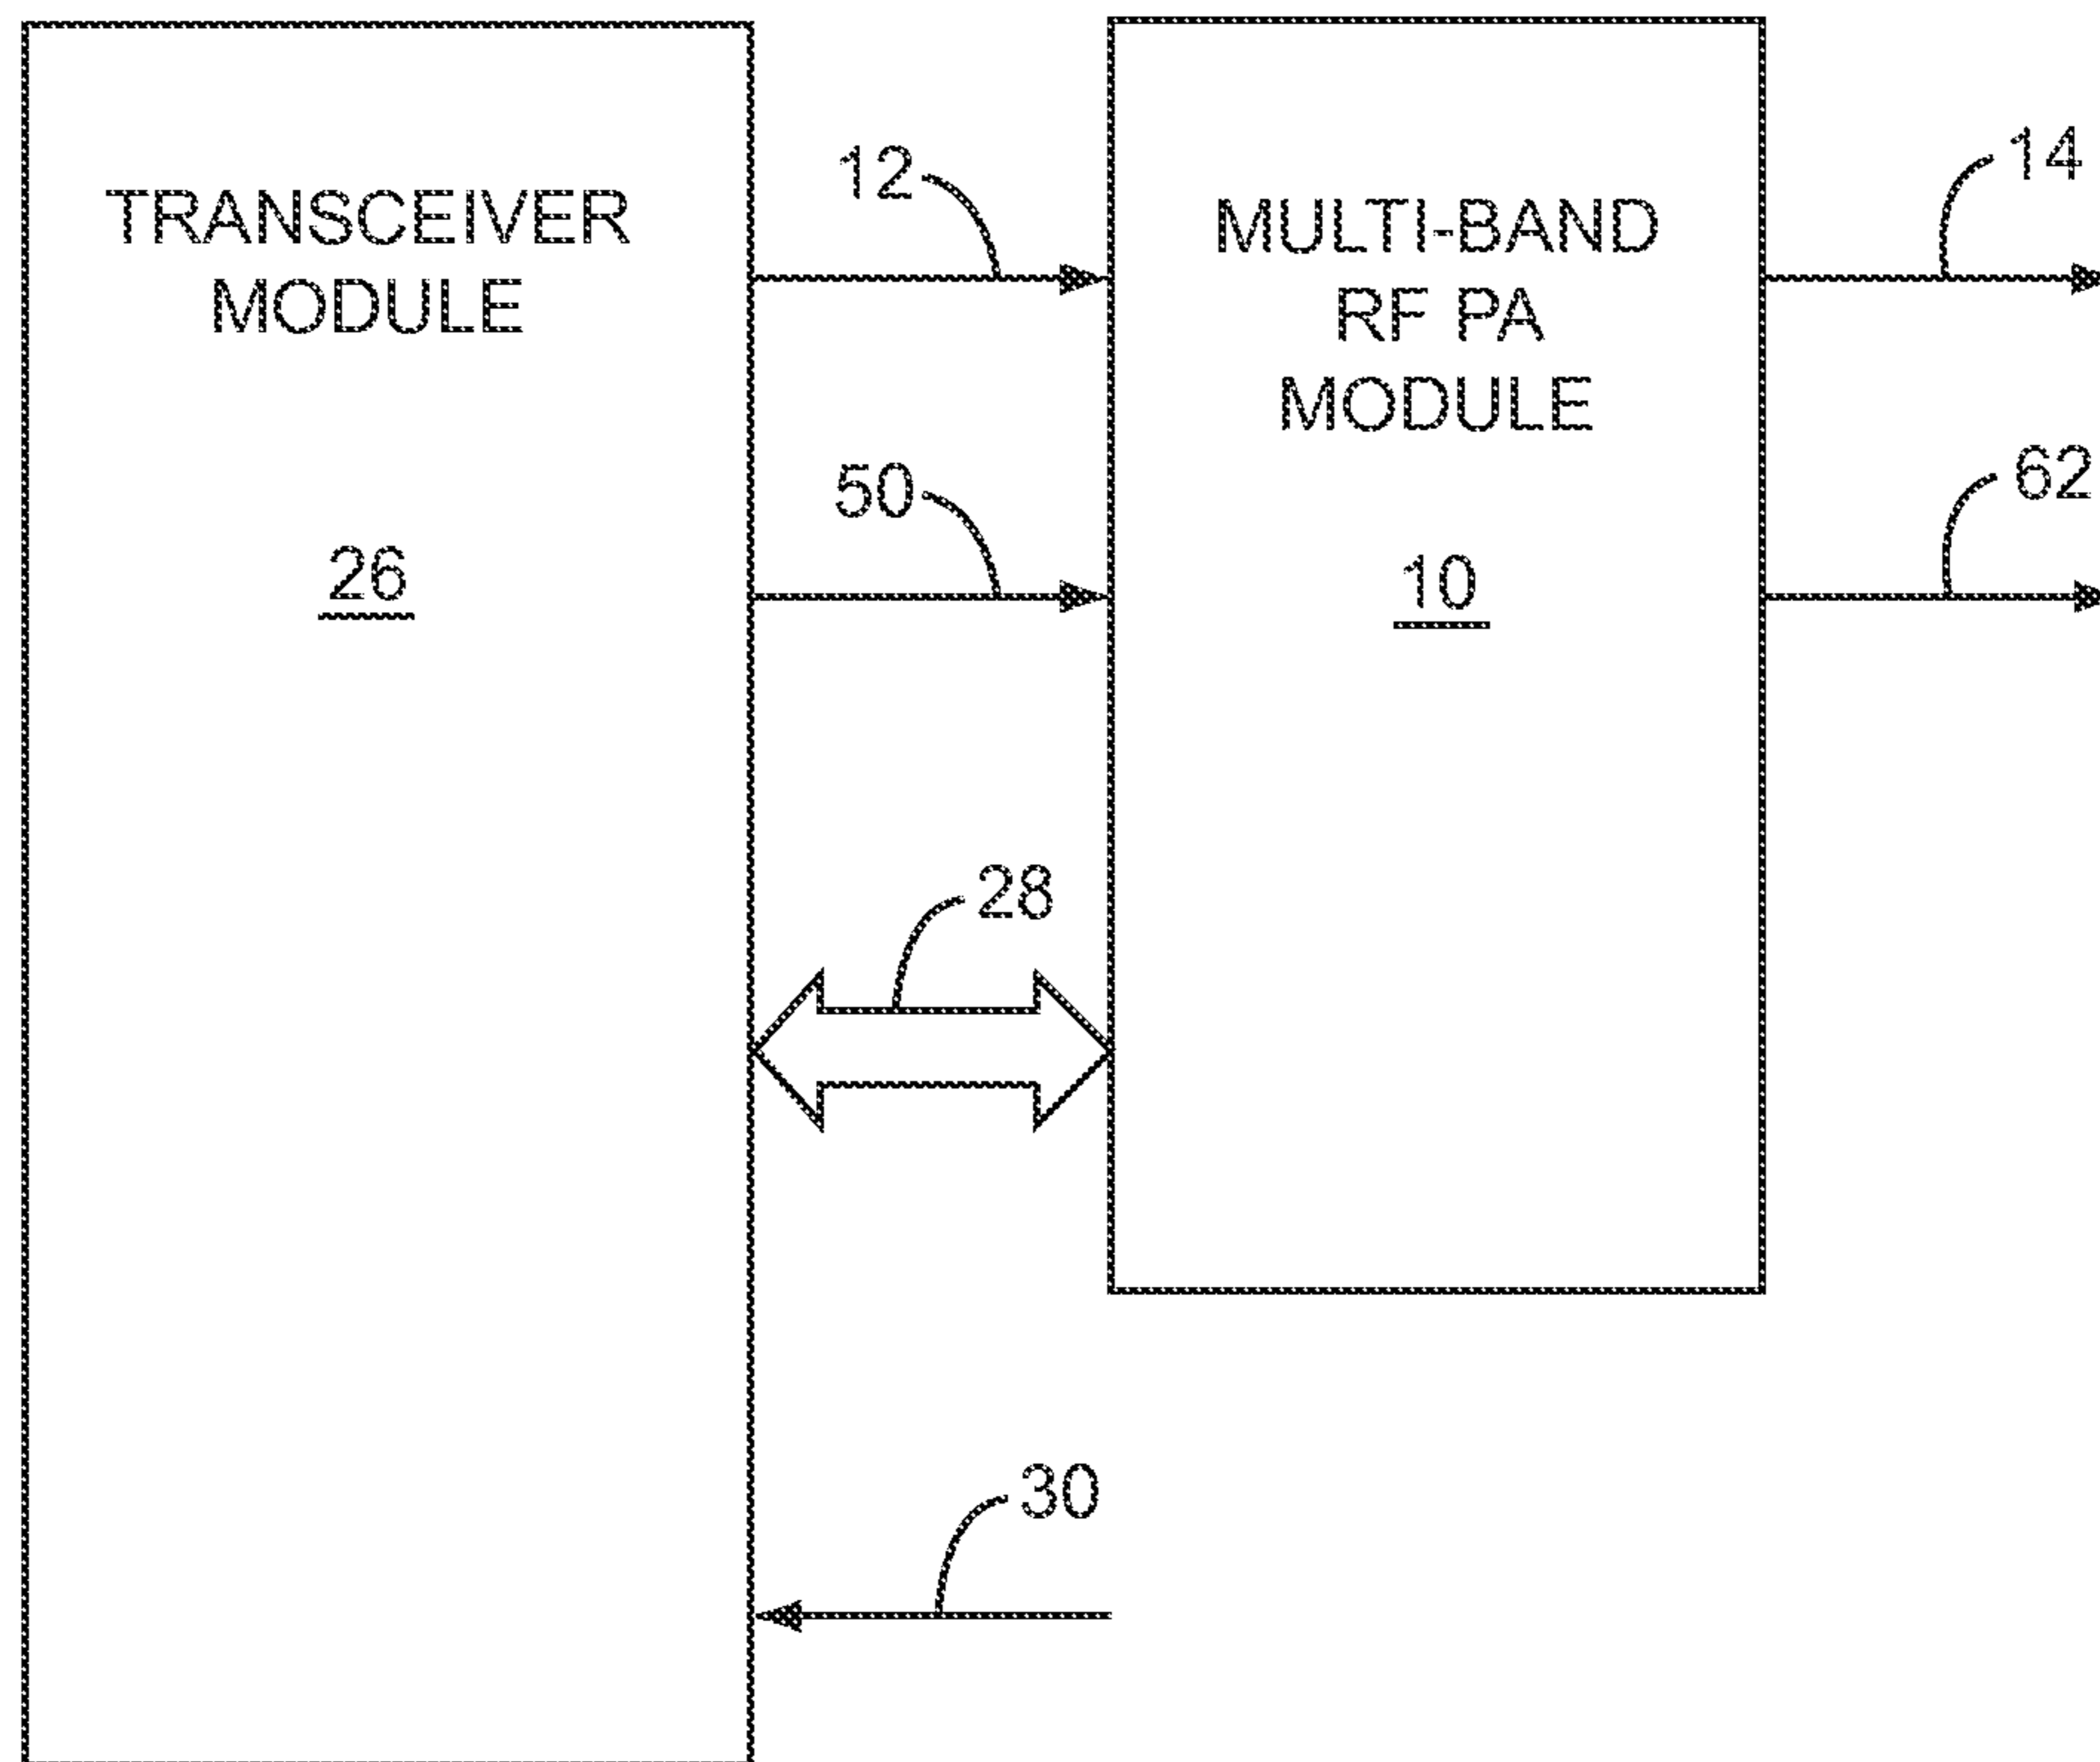 TRANSCEIVER
MODULE
26
12
50
28
30
MULTI-BAND
RF PA
MODULE
10
14
62